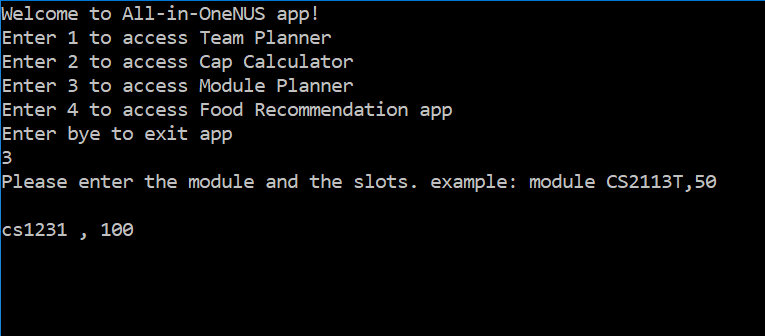 Welcome to All-in-OneNUS app!
Enter 1 to access Team Planner
Enter 2 to access Cap Calculator
Enter 3 to access Module Planner
Enter 4 to access Food Recommendation app
Enter bye to exit app
3
Please enter the module and the slots. example: module CS2113T,50
cs1231 , 100